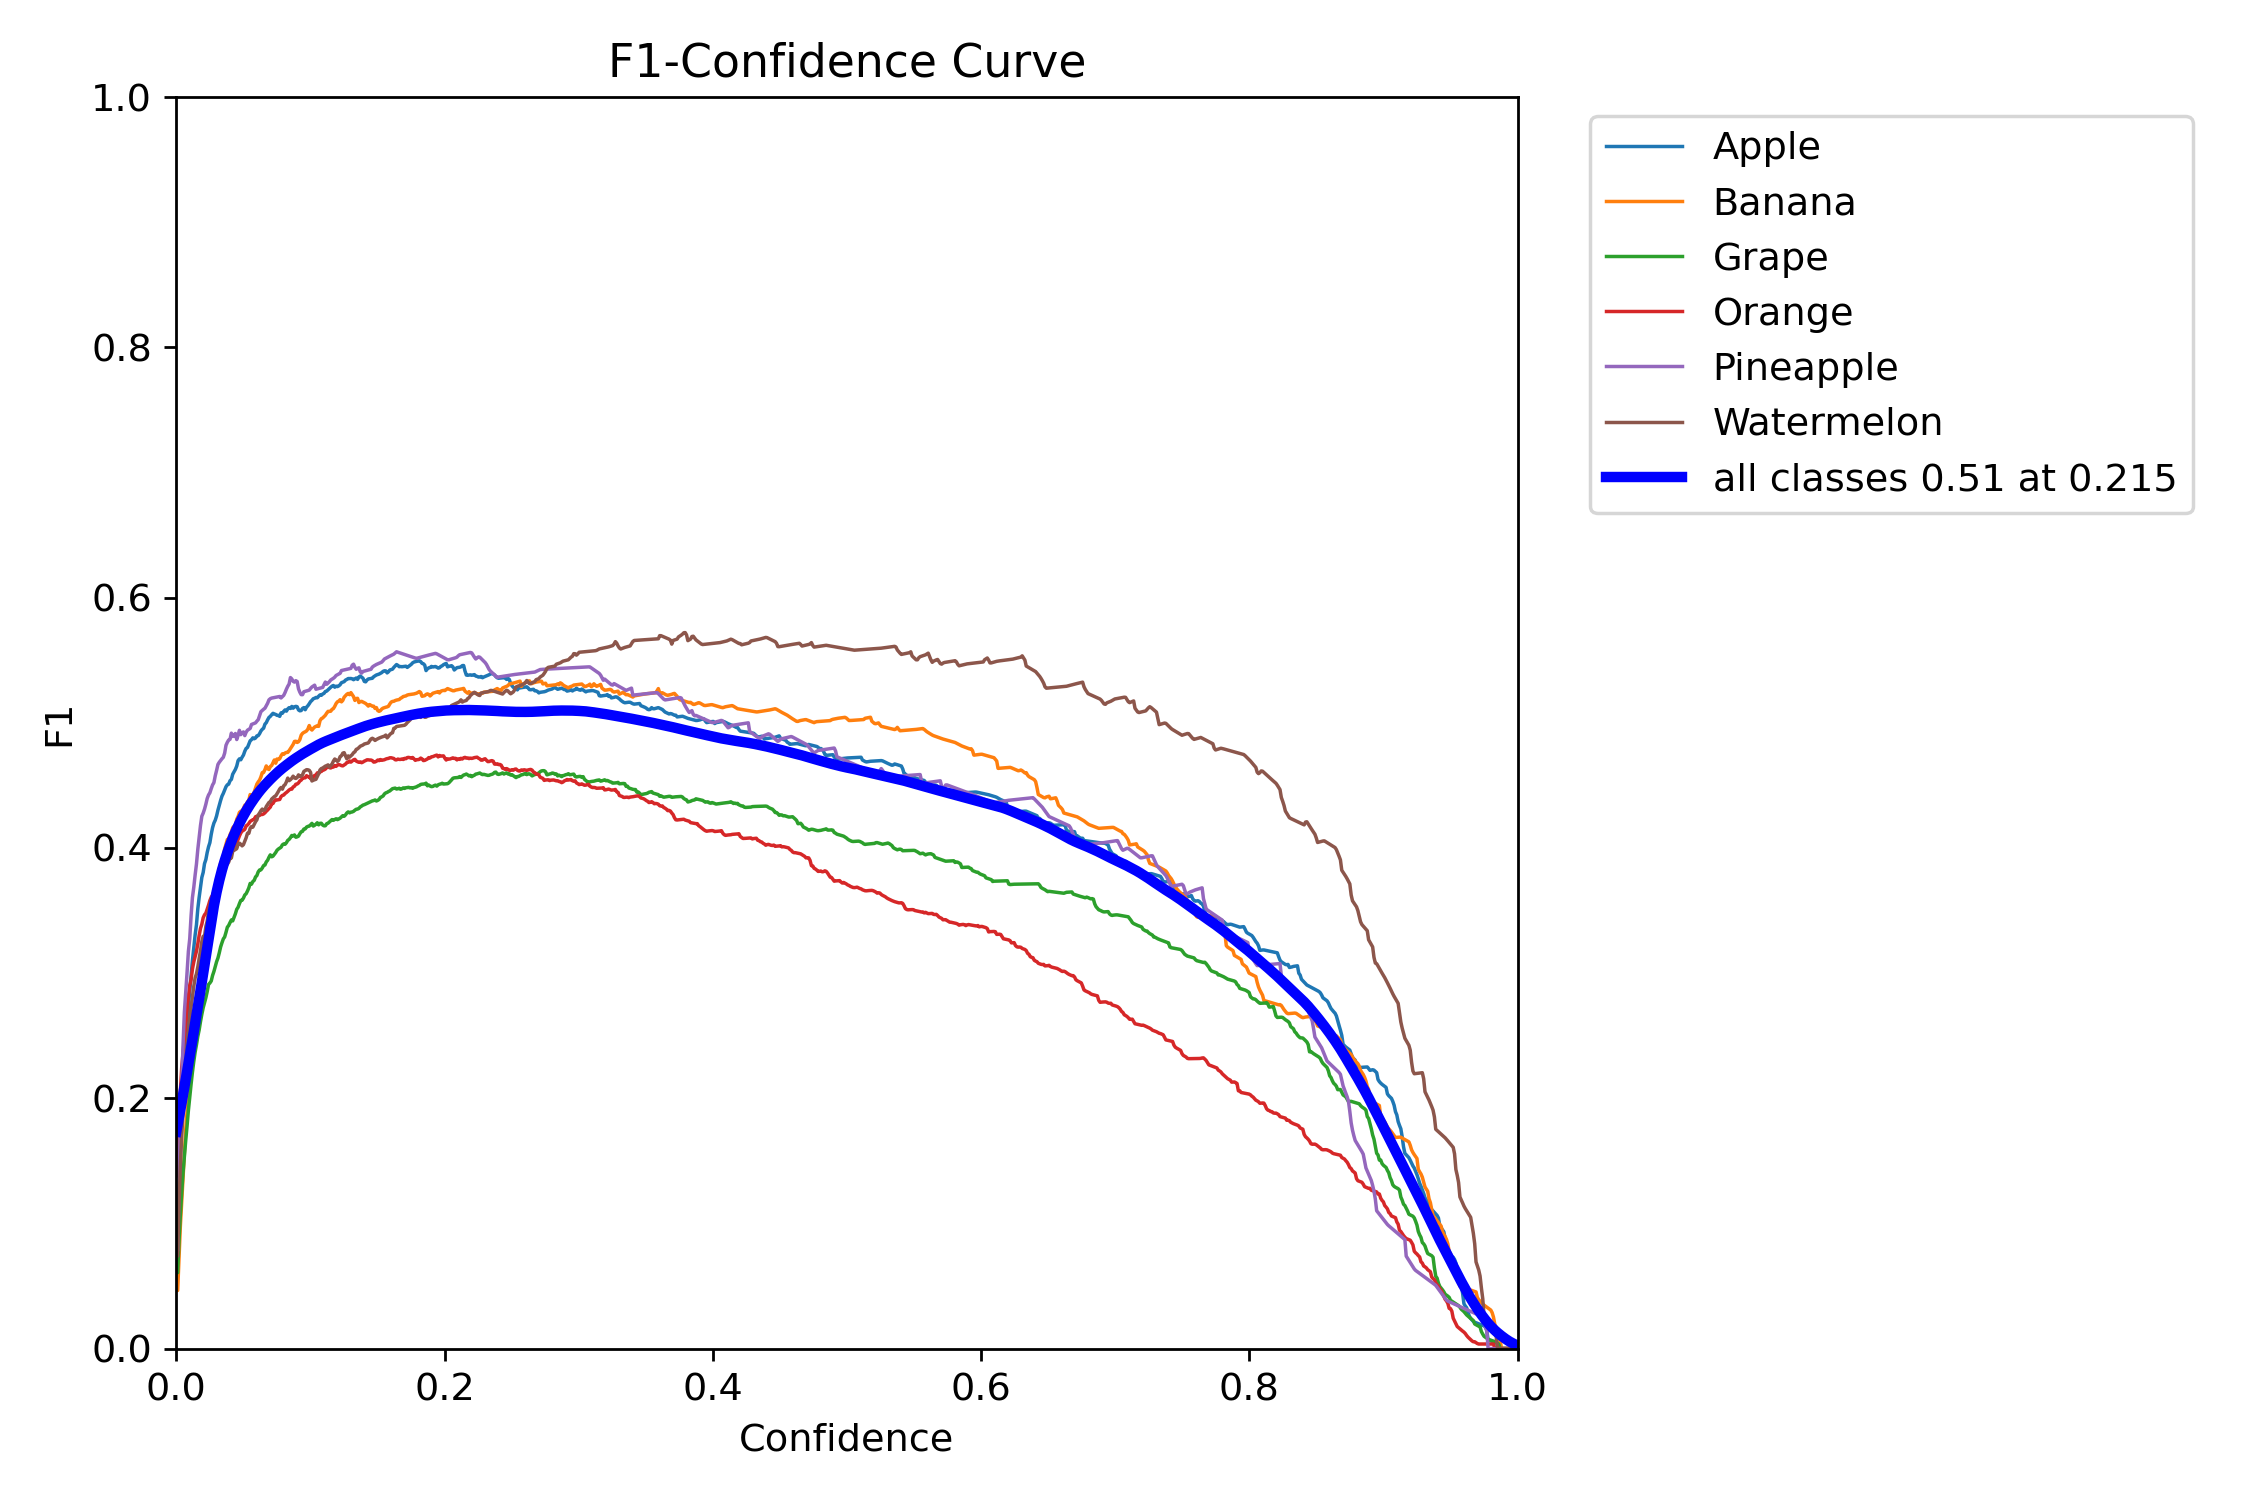 F1-Confidence Curve
1.0
0.8
0.6
0.4
0.2
0.0
F1
0.0 0.2 0.4 0.6 0.8 1.0
Confidence
Apple
Banana
Grape
Orange
Pineapple
Watermelon
all classes 0.51 at 0.215